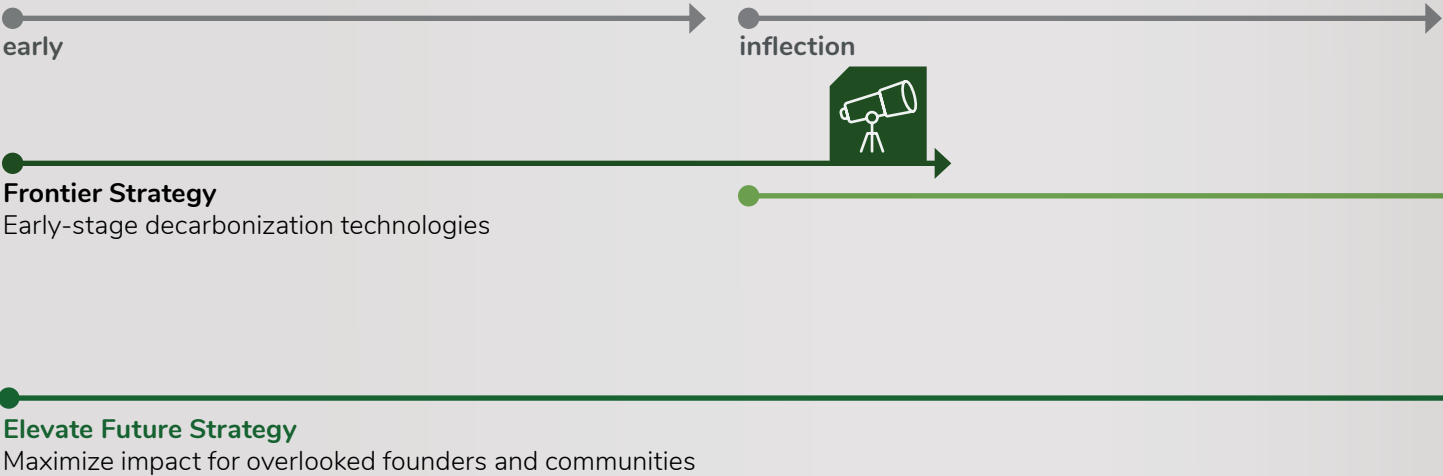 early
inflection
Frontier Strategy
Early-stage decarbonization technologies
Elevate Future Strategy
Maximize impact for overlooked founders and communities